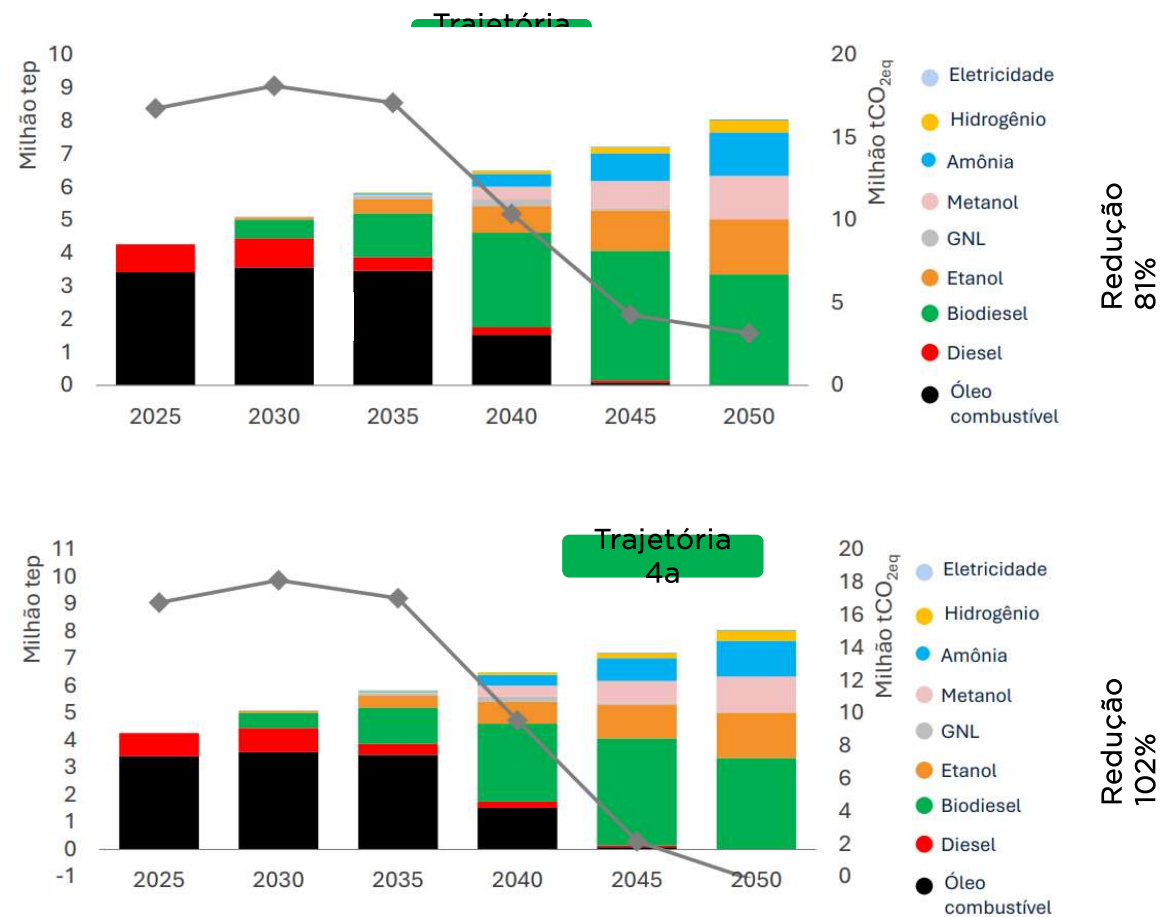 Trajetória
Milhão tep
10
9
8
7
6
5
4
3
2
1
0
2025 2030 2035 2040 2045 2050
20
15
10
5
0
Milhão tCO2eq
Eletricidade
Hidrogênio
Amônia
Metanol
GNL
Etanol
Biodiesel
Diesel
Óleo
combustível
Redução
81%
Trajetória
4a
Milhão tep
11
10
9
8
7
6
5
4
3
2
1
0
-1
2025 2030 2035 2040 2045 2050
20
18
16
14
12
10
8
6
4
2
0
Milhão tCO2eq
Eletricidade
Hidrogênio
Amônia
Metanol
GNL
Etanol
Biodiesel
Diesel
Óleo
combustível
Redução
102%